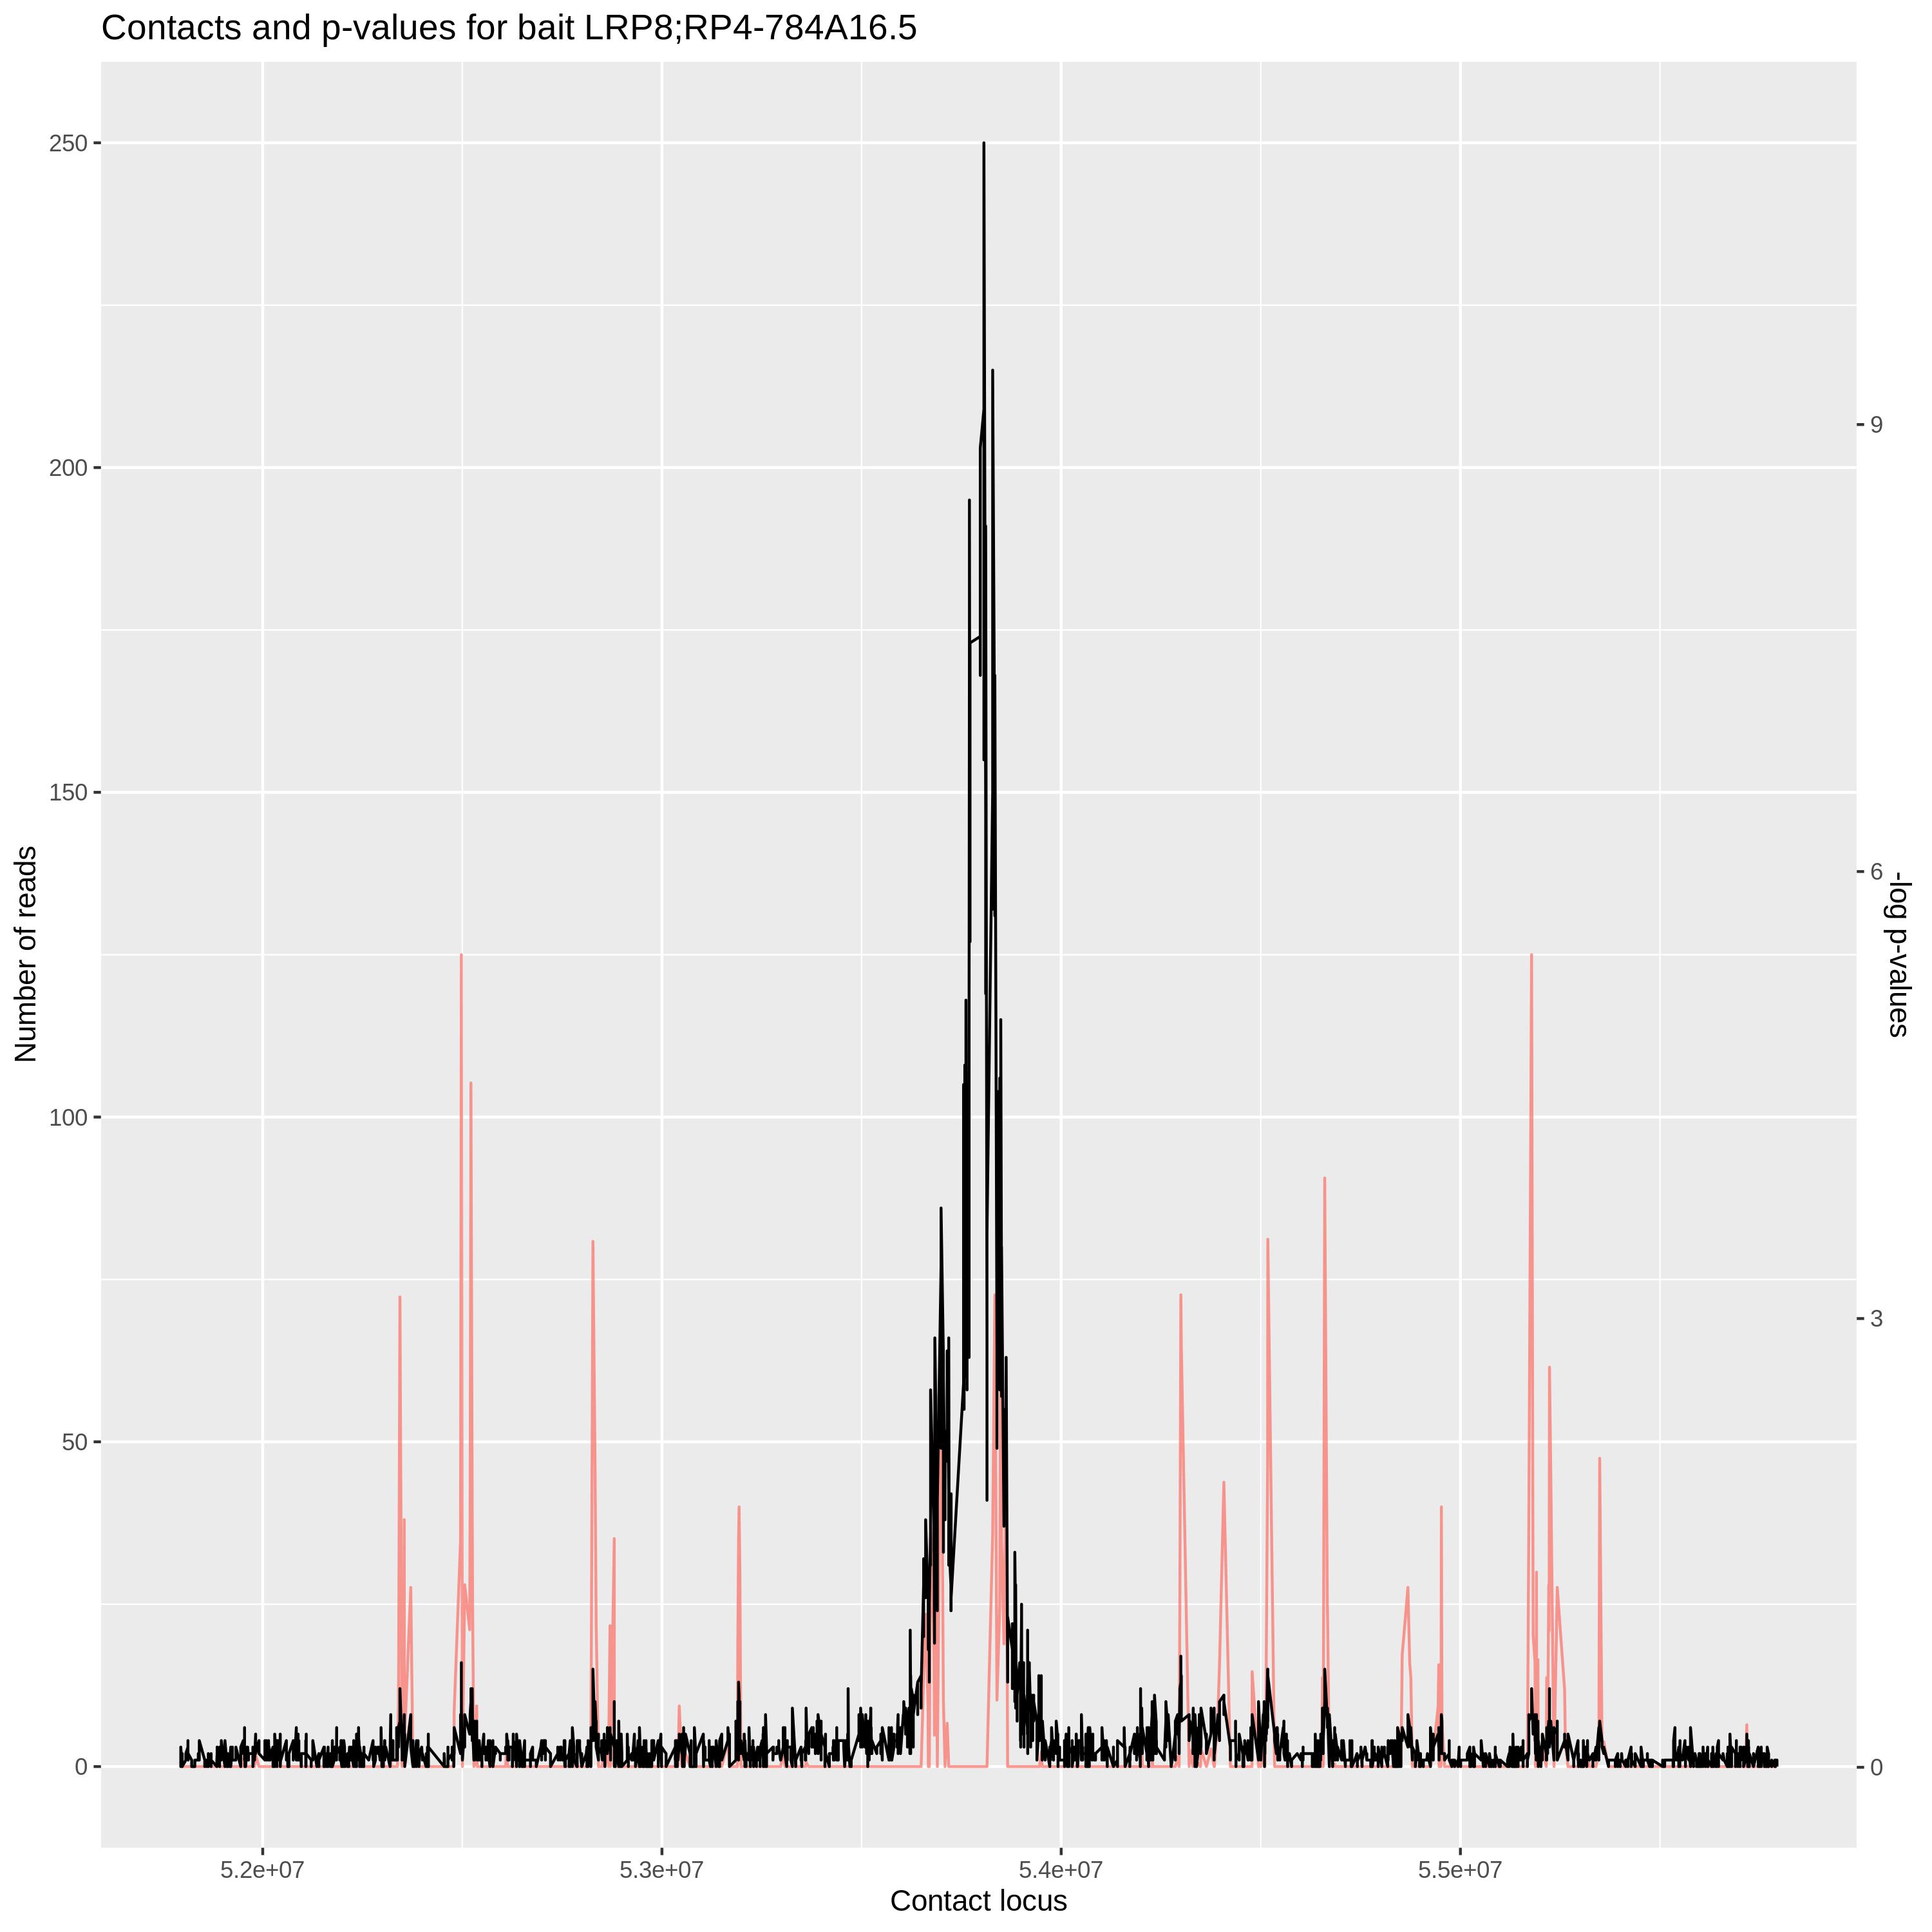 Contacts and p-values for bait LRP8;RP4-784A16.5
250
200
150
100
50
0
Number of reads
9
6
3
0
-log p-values
5.2e+07
5.3e+07
5.4e+07
5.5e+07
Contact locus